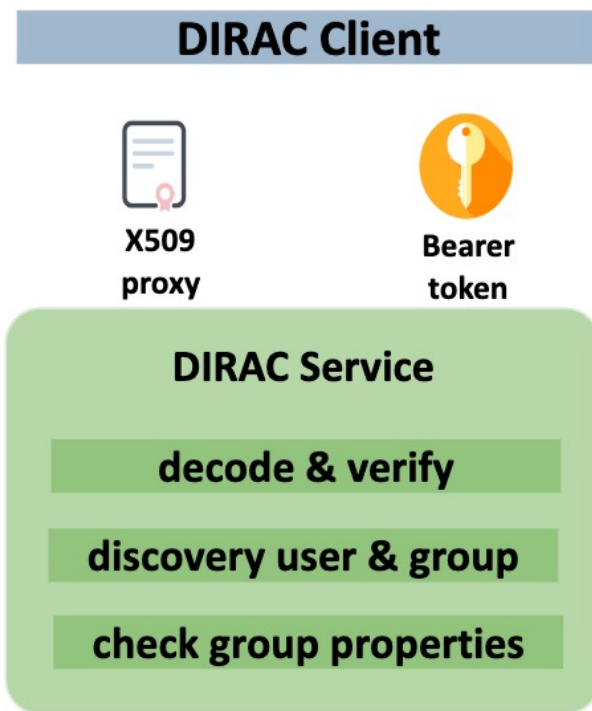 DIRAC Client
X509
proxy
Bearer
token
DIRAC Service
decode & verify
discovery user & group
check group properties